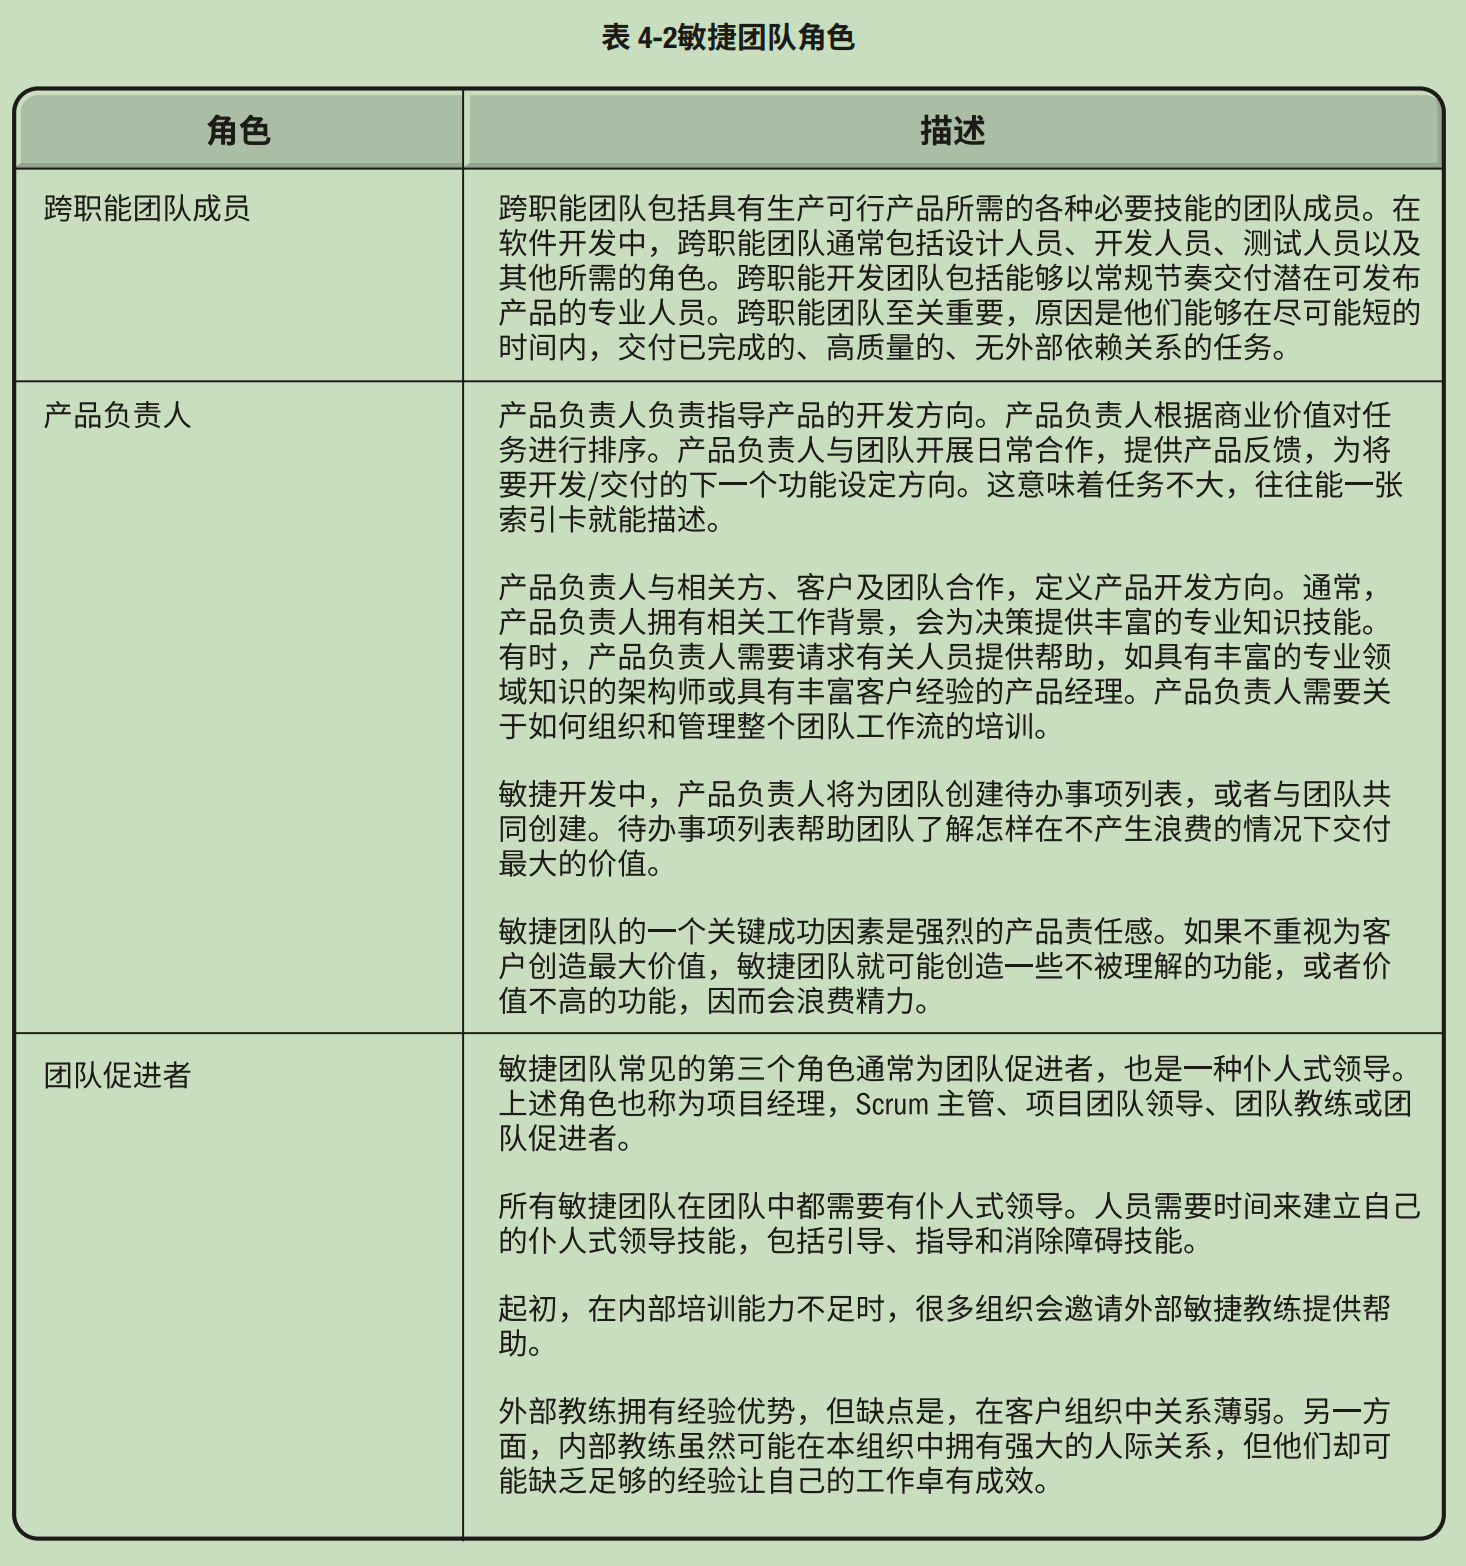 表 4-2敏捷团队角色
角色
描述
跨职能团队成员
跨职能团队包括具有生产可行产品所需的各种必要技能的团队成员。在
软件开发中，跨职能团队通常包括设计人员、开发人员、测试人员以及
其他所需的角色。跨职能开发团队包括能够以常规节奏交付潜在可发布
产品的专业人员。跨职能团队至关重要，原因是他们能够在尽可能短的
时间内，交付已完成的、高质量的、无外部依赖关系的任务。
产品负责人
产品负责人负责指导产品的开发方向。产品负责人根据商业价值对任
务进行排序。产品负责人与团队开展日常合作，提供产品反馈，为将
要开发/交付的下一个功能设定方向。这意味着任务不大，往往能一张
索引卡就能描述。
产品负责人与相关方、客户及团队合作，定义产品开发方向。通常，
产品负责人拥有相关工作背景，会为决策提供丰富的专业知识技能。
有时，产品负责人需要请求有关人员提供帮助，如具有丰富的专业领
域知识的架构师或具有丰富客户经验的产品经理。产品负责人需要关
于如何组织和管理整个团队工作流的培训。
敏捷开发中，产品负责人将为团队创建待办事项列表，或者与团队共
同创建。待办事项列表帮助团队了解怎样在不产生浪费的情况下交付
最大的价值。
敏捷团队的一个关键成功因素是强烈的产品责任感。如果不重视为客
户创造最大价值，敏捷团队就可能创造一些不被理解的功能，或者价
值不高的功能，因而会浪费精力。
团队促进者
敏捷团队常见的第三个角色通常为团队促进者，也是一种仆人式领导。
上述角色也称为项目经理，Scrum 主管、项目团队领导、团队教练或团
队促进者。
所有敏捷团队在团队中都需要有仆人式领导。人员需要时间来建立自己
的仆人式领导技能，包括引导、指导和消除障碍技能。
起初，在内部培训能力不足时，很多组织会邀请外部敏捷教练提供帮
助。
外部教练拥有经验优势，但缺点是，在客户组织中关系薄弱。另一方
面，内部教练虽然可能在本组织中拥有强大的人际关系，但他们却可
能缺乏足够的经验让自己的工作卓有成效。